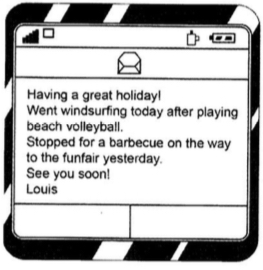 Having a great holiday!
Went windsurfing today after playing
beach volleyball.
Stopped for a barbecue on the way
to the funfair yesterday.
See you soon!
Louis